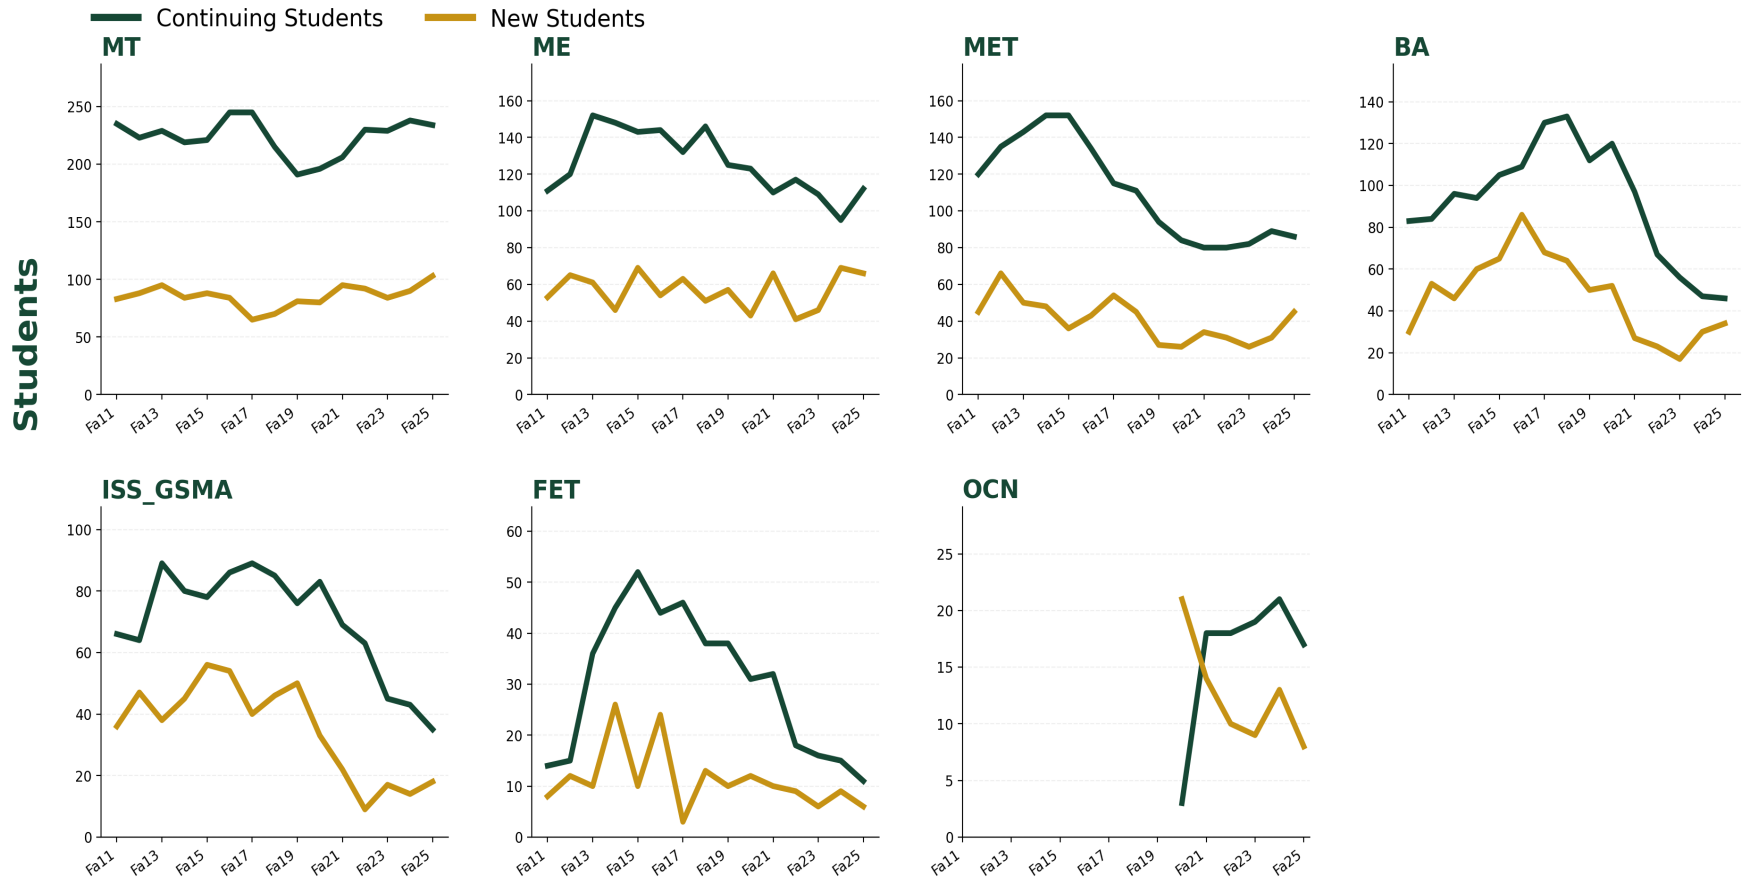 Continuing Students
New Students
MT
ME
MET
BA
250
200
150
100
50
0
Fa11
Fa13
Fa15
Fa17
Fa19
Fa21
Fa23
Fa25
160
140
120
100
80
60
40
20
0
Fa11
Fa13
Fa15
Fa17
Fa19
Fa21
Fa23
Fa25
160
140
120
100
80
60
40
20
0
Fa11
Fa13
Fa15
Fa17
Fa19
Fa21
Fa23
Fa25
140
120
100
80
60
40
20
0
Fa11
Fa13
Fa15
Fa17
Fa19
Fa21
Fa23
Fa25
Students
ISS_GSMA
FET
OCN
100
80
60
40
20
0
Fa11
Fa13
Fa15
Fa17
Fa19
Fa21
Fa23
Fa25
60
50
40
30
20
10
0
Fa11
Fa13
Fa15
Fa17
Fa19
Fa21
Fa23
Fa25
25
20
15
10
5
0
Fa11
Fa13
Fa15
Fa17
Fa19
Fa21
Fa23
Fa25